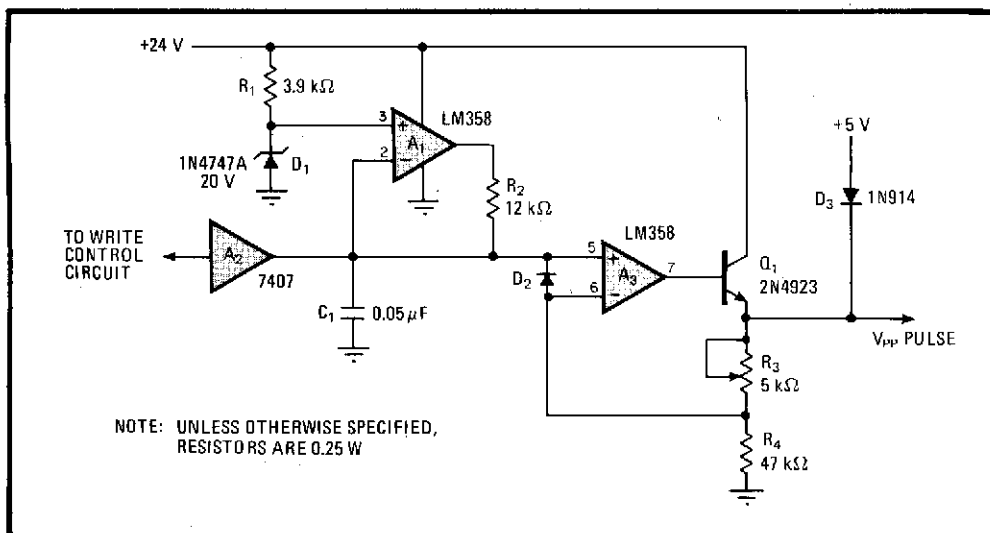 +24 V
R1
3.9 kΩ
LM358
3
+
A1
2
−
1N4747A
20 V
D1
R2
12 kΩ
+5 V
D3
1N914
LM358
TO WRITE
CONTROL
CIRCUIT
A2
7407
5
+
A3
7
D2
6
−
Q1
2N4923
C1
0.05 µF
VPP PULSE
R3
5 kΩ
NOTE: UNLESS OTHERWISE SPECIFIED,
RESISTORS ARE 0.25 W
R4
47 kΩ